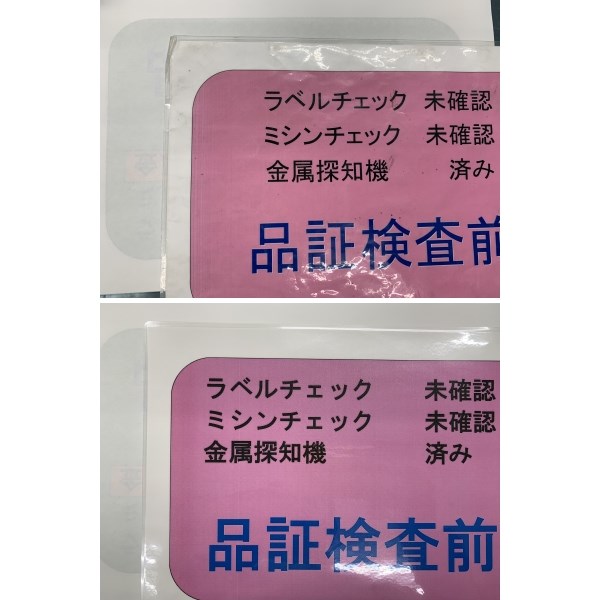 ラベルチェック 未確認
ミシンチェック 未確認
金属探知機 済み
品証検査前
ラベルチェック 未確認
ミシンチェック 未確認
金属探知機 済み
品証検査前